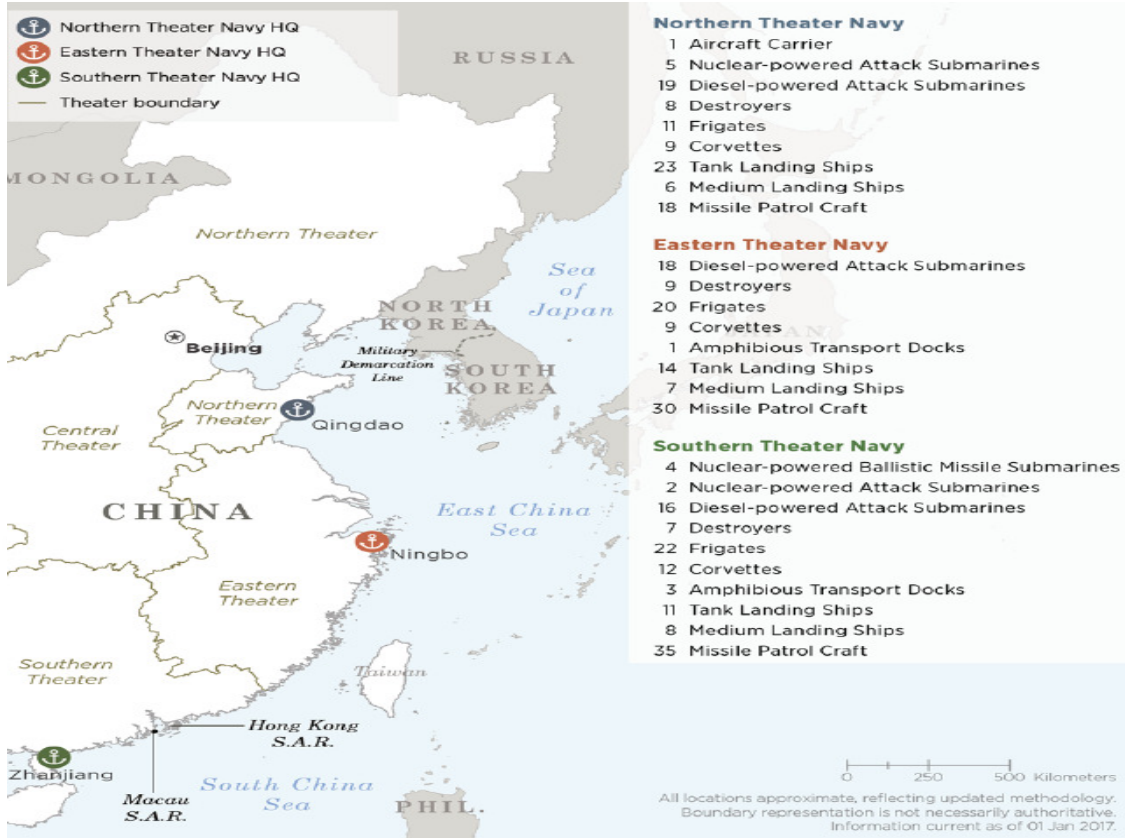 Northern Theater Navy HQ
Eastern Theater Navy HQ
Southern Theater Navy HQ
Theater boundary
RUSSIA
MONGOLIA
Northern Theater
Sea
of
Japan
NORTH
KOREA
Beijing
Military
Demarcation
Line
SOUTH
KOREA
Northern
Theater
Qingdao
Central
Theater
CHINA
East China
Sea
Ningbo
Eastern
Theater
Southern
Theater
Taiwan
Hong Kong
S.A.R.
Zhanjiang
Macau
S.A.R.
South China
Sea
PHIL.
JAPAN
Northern Theater Navy
1 Aircraft Carrier
5 Nuclear-powered Attack Submarines
19 Diesel-powered Attack Submarines
8 Destroyers
11 Frigates
9 Corvettes
23 Tank Landing Ships
6 Medium Landing Ships
18 Missile Patrol Craft
Eastern Theater Navy
18 Diesel-powered Attack Submarines
9 Destroyers
20 Frigates
9 Corvettes
1 Amphibious Transport Docks
14 Tank Landing Ships
7 Medium Landing Ships
30 Missile Patrol Craft
Southern Theater Navy
4 Nuclear-powered Ballistic Missile Submarines
2 Nuclear-powered Attack Submarines
16 Diesel-powered Attack Submarines
7 Destroyers
22 Frigates
12 Corvettes
3 Amphibious Transport Docks
11 Tank Landing Ships
8 Medium Landing Ships
35 Missile Patrol Craft
0 250 500 Kilometers
All locations approximate, reflecting updated methodology.
Boundary representation is not necessarily authoritative.
Information current as of 01 Jan 2017.